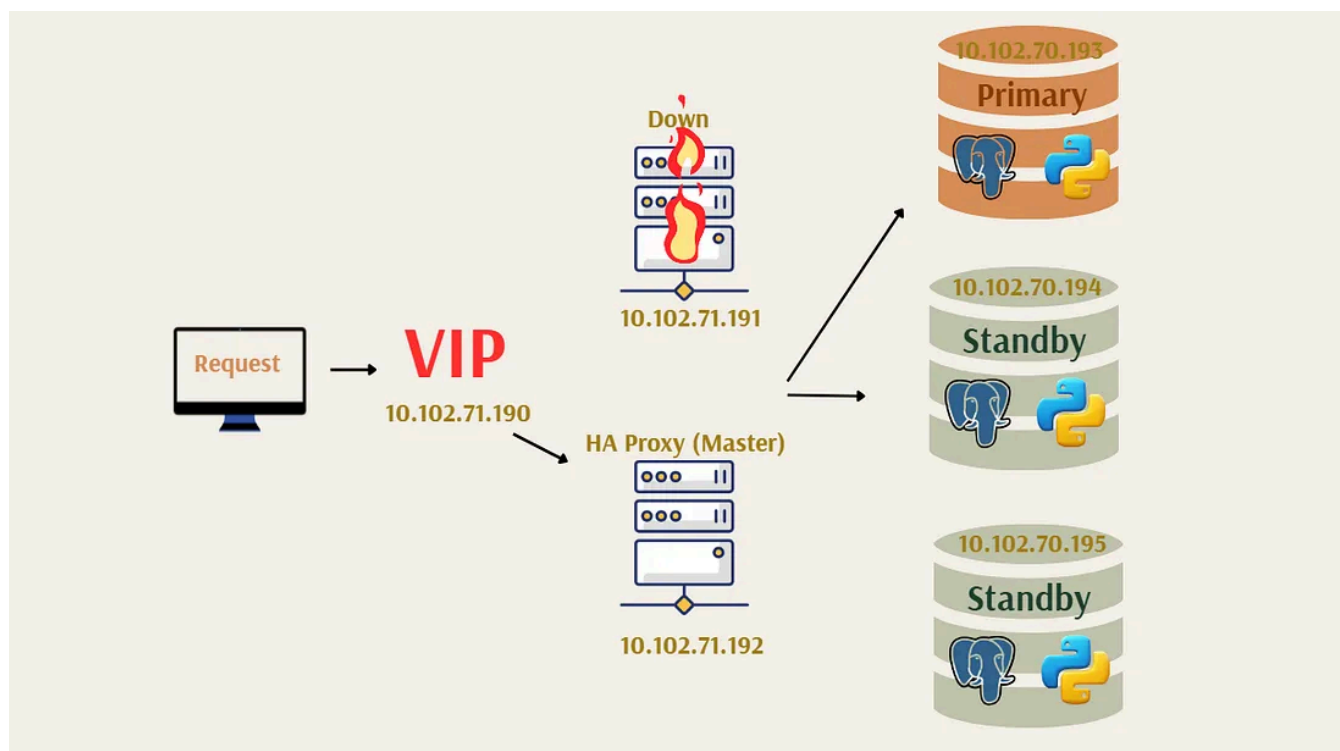 Request
VIP
10.102.71.190
Down
10.102.71.191
HA Proxy (Master)
10.102.71.192
10.102.70.193
Primary
10.102.70.194
Standby
10.102.70.195
Standby